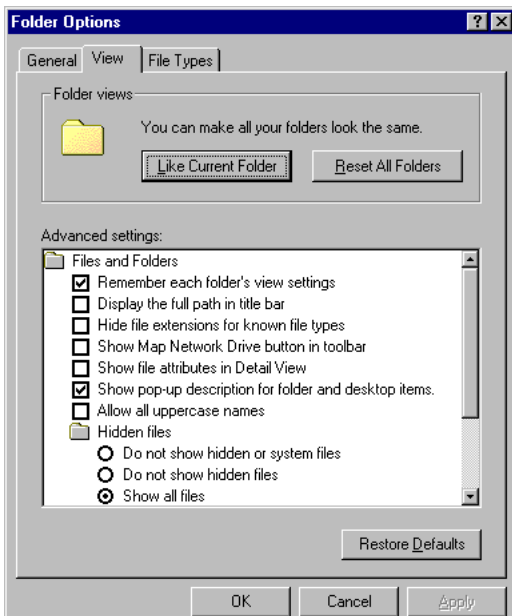 Folder Options
General View File Types
Folder views
You can make all your folders look the same.
Like Current Folder Reset All Folders
Advanced settings:
Files and Folders
Remember each folder's view settings
Display the full path in title bar
Hide file extensions for known file types
Show Map Network Drive button in toolbar
Show file attributes in Detail View
Show pop-up description for folder and desktop items.
Allow all uppercase names
Hidden files
Do not show hidden or system files
Do not show hidden files
Show all files
Restore Defaults
OK Cancel Apply